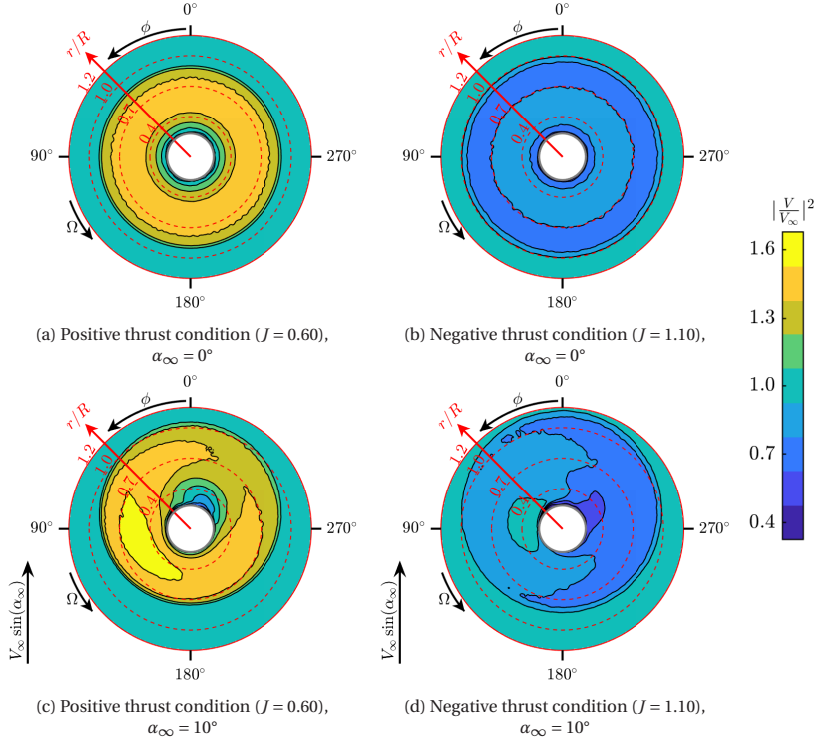 0°
ϕ
r/R
1.2
1.0
0.7
0.4
90°
270°
Ω
180°
(a) Positive thrust condition (J = 0.60),
α∞ = 0°
0°
ϕ
r/R
1.2
1.0
0.7
0.4
90°
270°
Ω
180°
(b) Negative thrust condition (J = 1.10),
α∞ = 0°
|V/V∞|²
1.6
1.3
1.0
0.7
0.4
0°
ϕ
r/R
1.2
1.0
0.7
0.4
90°
270°
Ω
V∞ sin(α∞)
180°
(c) Positive thrust condition (J = 0.60),
α∞ = 10°
0°
ϕ
r/R
1.2
1.0
0.7
0.4
90°
270°
Ω
V∞ sin(α∞)
180°
(d) Negative thrust condition (J = 1.10),
α∞ = 10°